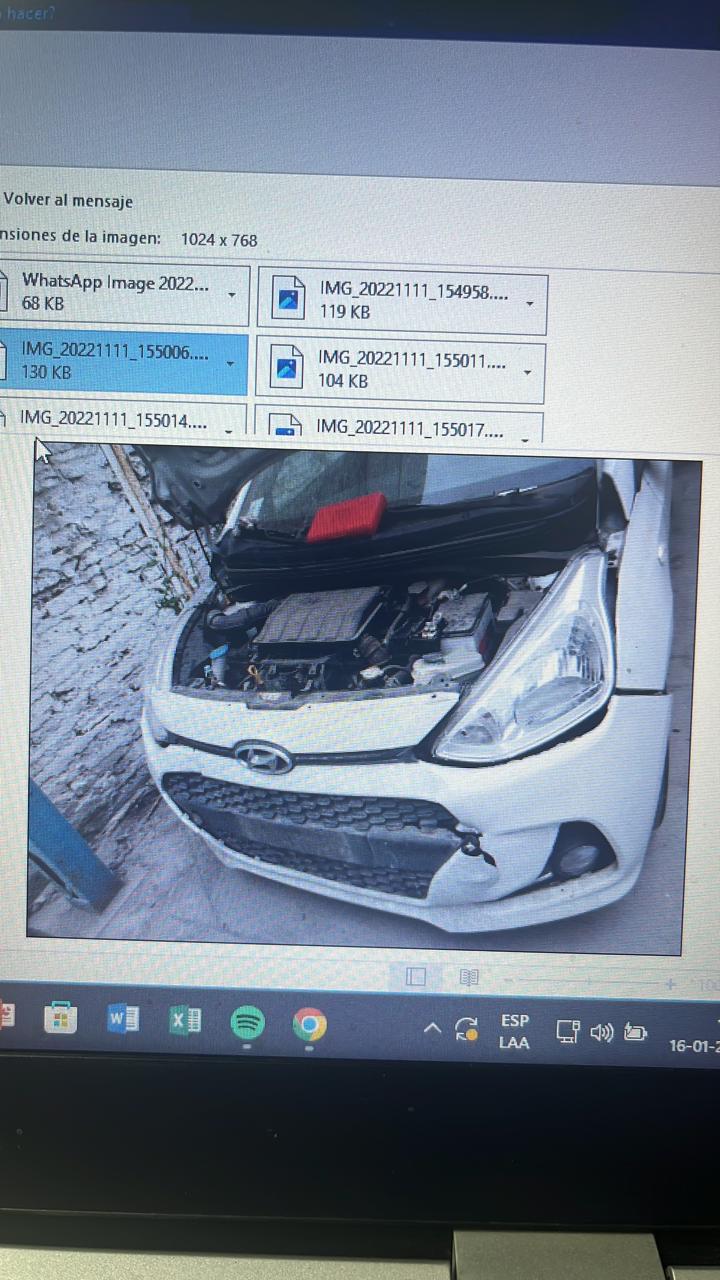 hacer?
Volver al mensaje
nsiones de la imagen: 1024 x 768
WhatsApp Image 2022...
68 KB
IMG_20221111_154958....
119 KB
IMG_20221111_155006....
130 KB
IMG_20221111_155011....
104 KB
IMG_20221111_155014....
IMG_20221111_155017....
W
X
ESP
LAA
16-01-2